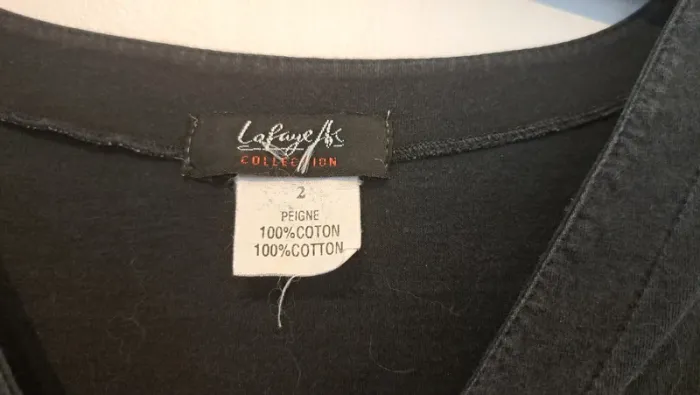 Lafayette
COLLECTION
2
PEIGNE
100%COTON
100%COTTON